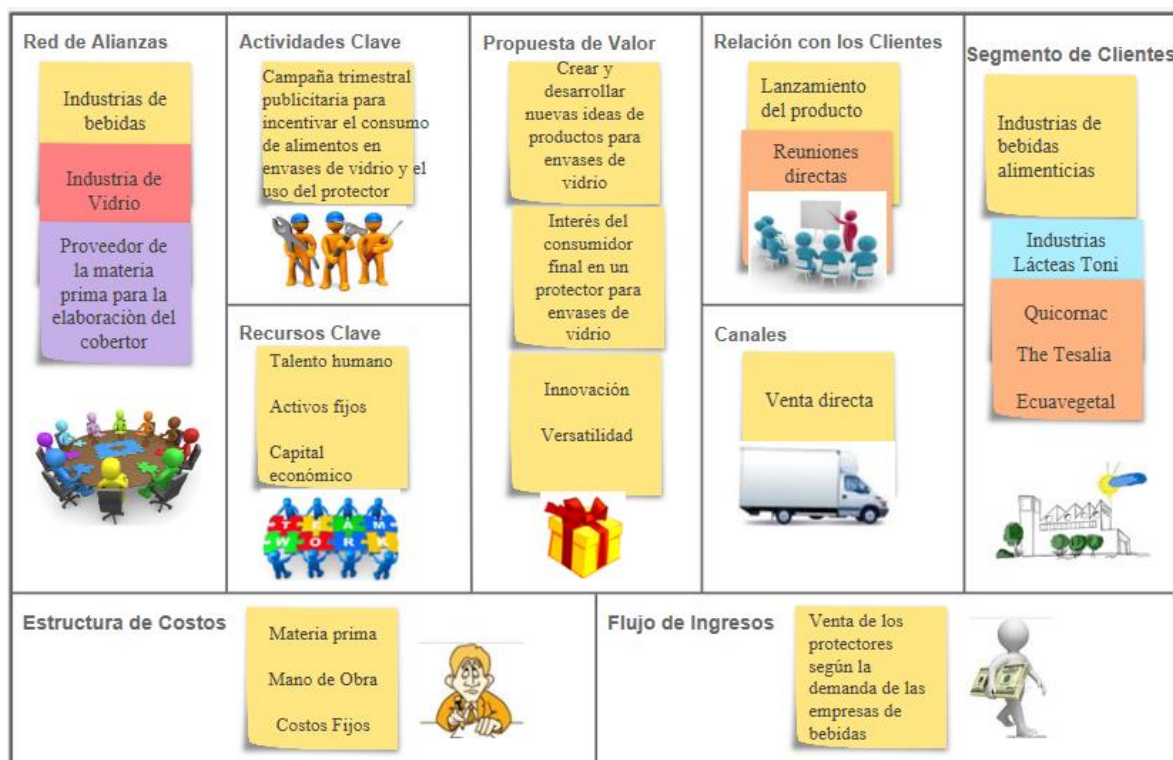 Red de Alianzas
Industrias de
bebidas
Industria de
Vidrio
Proveedor de
la materia
prima para la
elaboraciòn del
cobertor
Actividades Clave
Campaña trimestral
publicitaria para
incentivar el consumo
de alimentos en
envases de vidrio y el
uso del protector
Recursos Clave
Talento humano
Activos fijos
Capital
económico
TEAM
WORK
Propuesta de Valor
Crear y
desarrollar
nuevas ideas de
productos para
envases de
vidrio
Interés del
consumidor
final en un
protector para
envases de
vidrio
Innovación
Versatilidad
Relación con los Clientes
Lanzamiento
del producto
Reuniones
directas
Canales
Venta directa
Segmento de Clientes
Industrias de
bebidas
alimenticias
Industrias
Lácteas Toni
Quicornac
The Tesalia
Ecuavegetal
Estructura de Costos
Materia prima
Mano de Obra
Costos Fijos
Flujo de Ingresos
Venta de los
protectores
según la
demanda de las
empresas de
bebidas